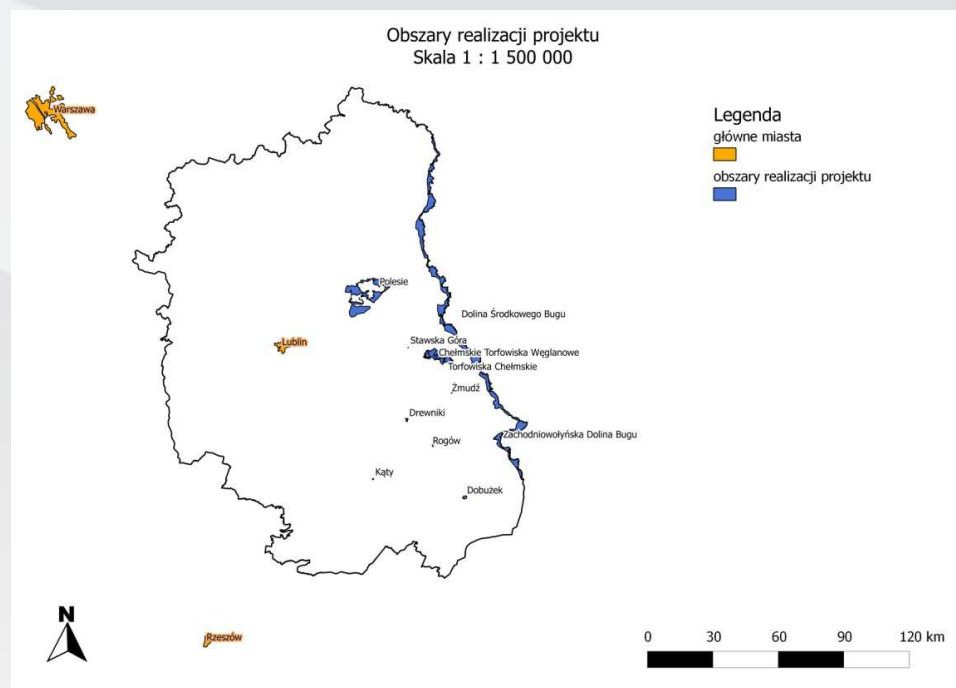 Obszary realizacji projektu
Skala 1 : 1 500 000
Warszawa
Legenda
główne miasta
obszary realizacji projektu
Polesie
Dolina Środkowego Bugu
Lublin
Stawska Góra
Chełmskie Torfowiska Węglanowe
Torfowiska Chełmskie
Żmudź
Drewniki
Zachodniowołyńska Dolina Bugu
Rogów
Kąty
Dobużek
N
Rzeszów
0 30 60 90 120 km